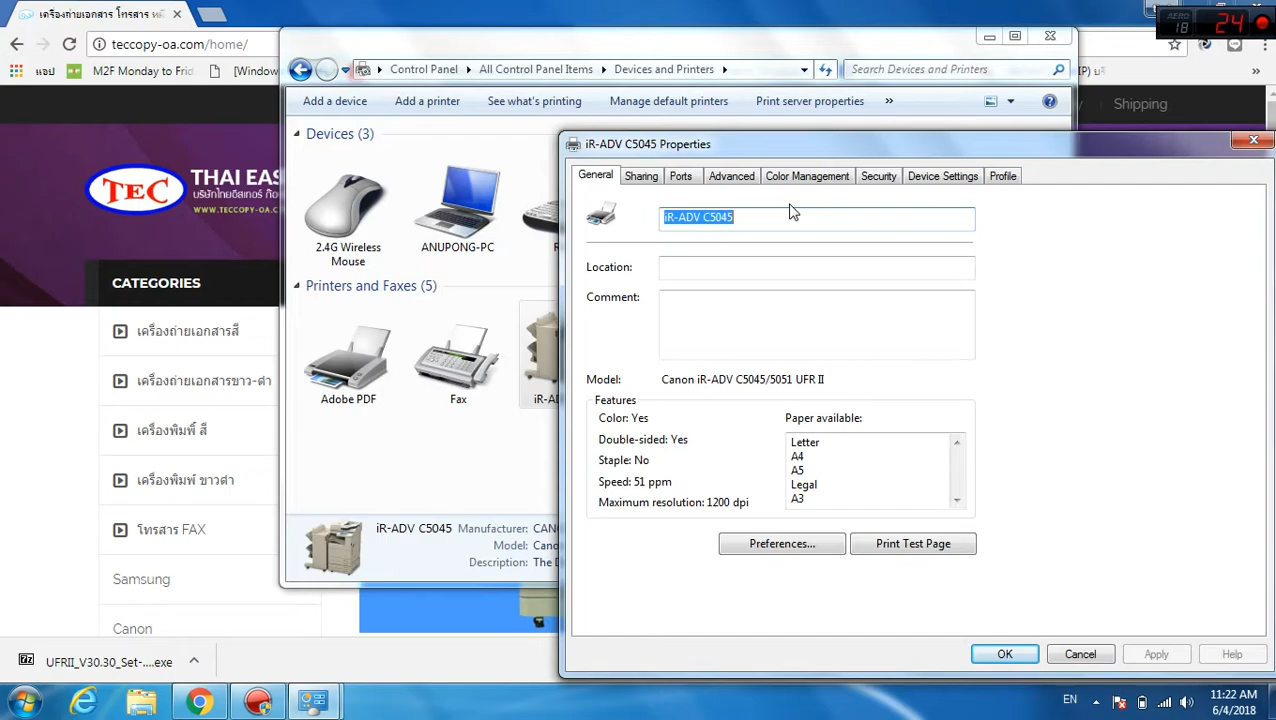 เครื่องถ่ายเอกสาร โทรสาร
AERO
18
24
teccopy-oa.com/home/
แอป
M2F Monday to Frid
[Window
Control Panel
All Control Panel Items
Devices and Printers
Search Devices and Printers
Add a device
Add a printer
See what's printing
Manage default printers
Print server properties
»
Shipping
TEC
THAI EAS
WWW.TECCOPY-OA.
Devices (3)
2.4G Wireless
Mouse
ANUPONG-PC
Printers and Faxes (5)
Adobe PDF
Fax
iR-AD
iR-ADV C5045 Manufacturer: CAN
Model: Cano
Description: The D
iR-ADV C5045 Properties
General
Sharing
Ports
Advanced
Color Management
Security
Device Settings
Profile
iR-ADV C5045
Location:
Comment:
Model: Canon iR-ADV C5045/5051 UFR II
Features
Color: Yes
Double-sided: Yes
Staple: No
Speed: 51 ppm
Maximum resolution: 1200 dpi
Paper available:
Letter
A4
A5
Legal
A3
Preferences...
Print Test Page
OK
Cancel
Apply
Help
CATEGORIES
เครื่องถ่ายเอกสารสี
เครื่องถ่ายเอกสารขาว-ดำ
เครื่องพิมพ์ สี
เครื่องพิมพ์ ขาวดำ
โทรสาร FAX
Samsung
Canon
UFRII_V30.30_Set-....exe
EN
11:22 AM
6/4/2018